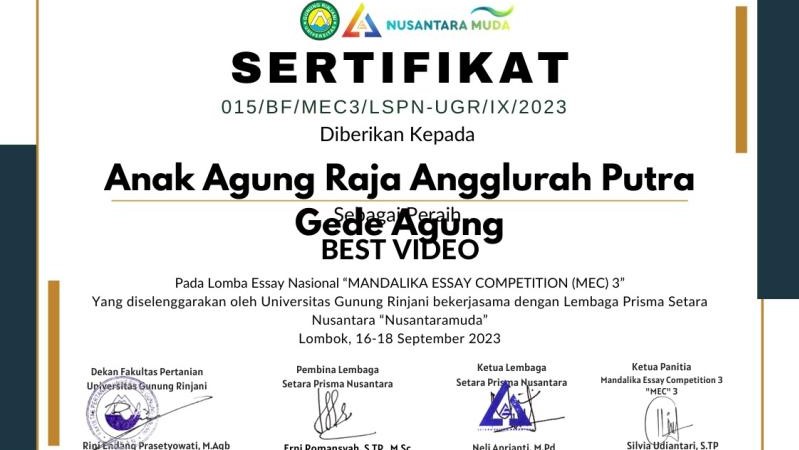 NUSANTARA MUDA
SERTIFIKAT
015/BF/MEC3/LSPN-UGR/IX/2023
Diberikan Kepada
Anak Agung Raja Angglurah Putra
Gede Agung
Sebagai Peraih
BEST VIDEO
Pada Lomba Essay Nasional “MANDALIKA ESSAY COMPETITION (MEC) 3”
Yang diselenggarakan oleh Universitas Gunung Rinjani bekerjasama dengan Lembaga Prisma Setara
Nusantara “Nusantaramuda”
Lombok, 16-18 September 2023
Dekan Fakultas Pertanian
Universitas Gunung Rinjani
Rini Endang Prasetyowati, M.Agb
Pembina Lembaga
Setara Prisma Nusantara
Erni Romansyah, S.TP., M.Sc
Ketua Lembaga
Setara Prisma Nusantara
Neli Aprianti, M.Pd
Ketua Panitia
Mandalika Essay Competition 3
"MEC" 3
Silvia Udiantari, S.TP